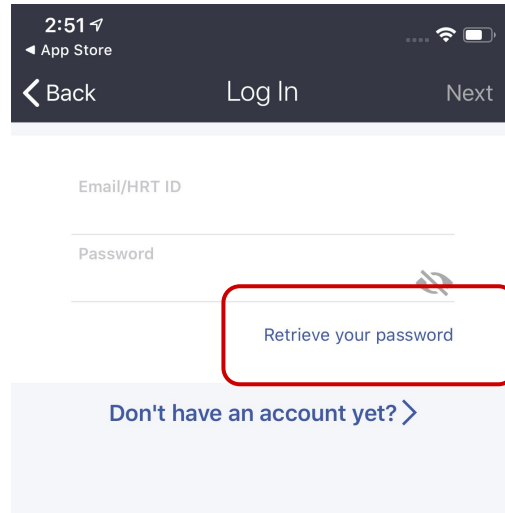 2:51
◀ App Store
Back Log In Next
Email/HRT ID
Password
Retrieve your password
Don't have an account yet?